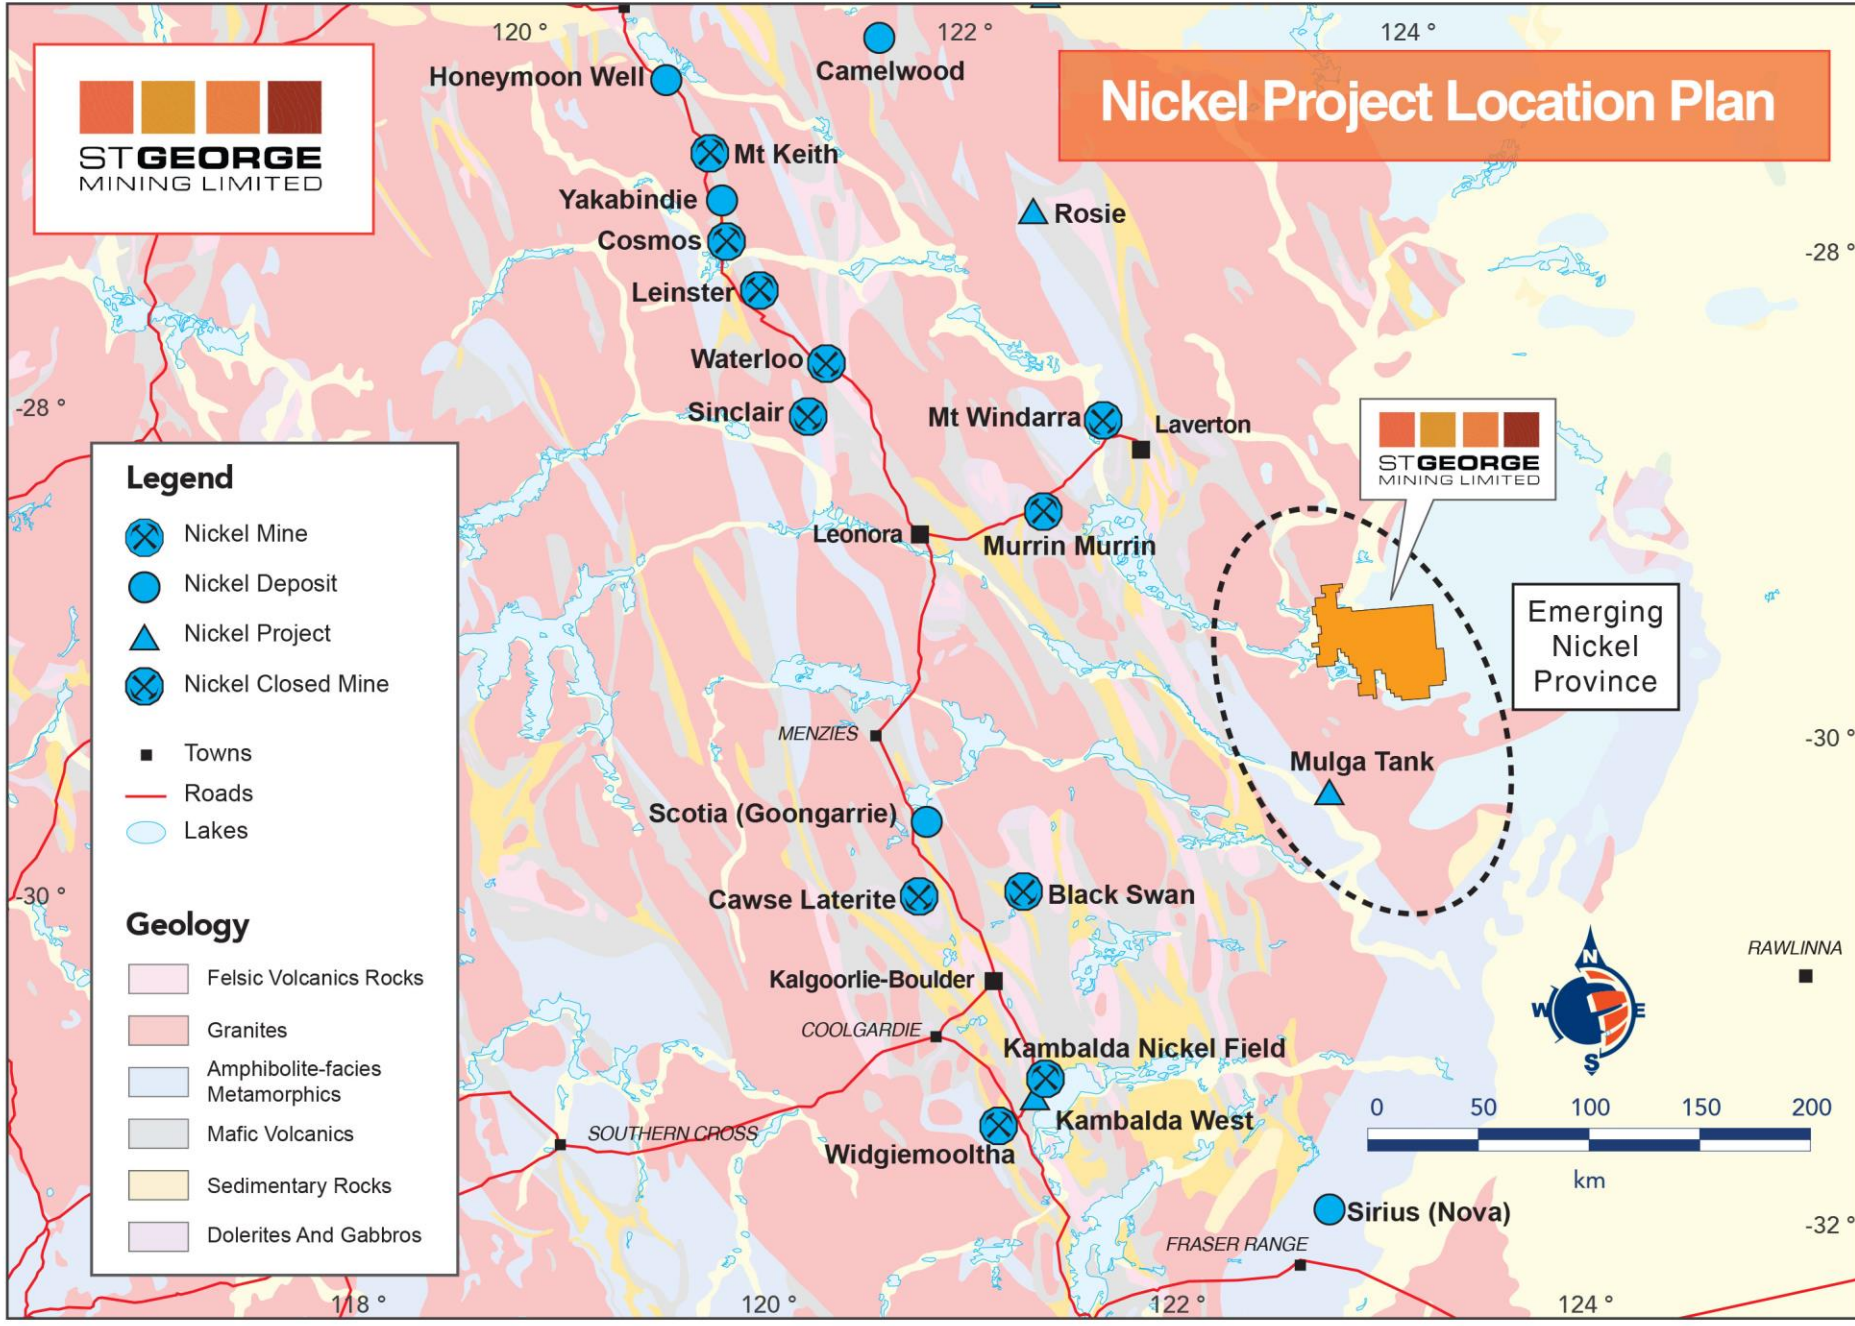 120 °
122 °
124 °
STGEORGE
MINING LIMITED
Nickel Project Location Plan
Honeymoon Well
Camelwood
Mt Keith
Yakabindie
Rosie
Cosmos
-28 °
Leinster
Waterloo
-28 °
Sinclair
Mt Windarra
Laverton
STGEORGE
MINING LIMITED
Leonora
Murrin Murrin
Emerging
Nickel
Province
MENZIES
-30 °
Mulga Tank
Scotia (Goongarrie)
-30 °
Cawse Laterite
Black Swan
Kalgoorlie-Boulder
RAWLINNA
COOLGARDIE
Kambalda Nickel Field
Kambalda West
SOUTHERN CROSS
Widgiemooltha
Sirius (Nova)
FRASER RANGE
-32 °
118 °
120 °
122 °
124 °
Legend
Nickel Mine
Nickel Deposit
Nickel Project
Nickel Closed Mine
Towns
Roads
Lakes
Geology
Felsic Volcanics Rocks
Granites
Amphibolite-facies
Metamorphics
Mafic Volcanics
Sedimentary Rocks
Dolerites And Gabbros
N
W E
S
0 50 100 150 200
km